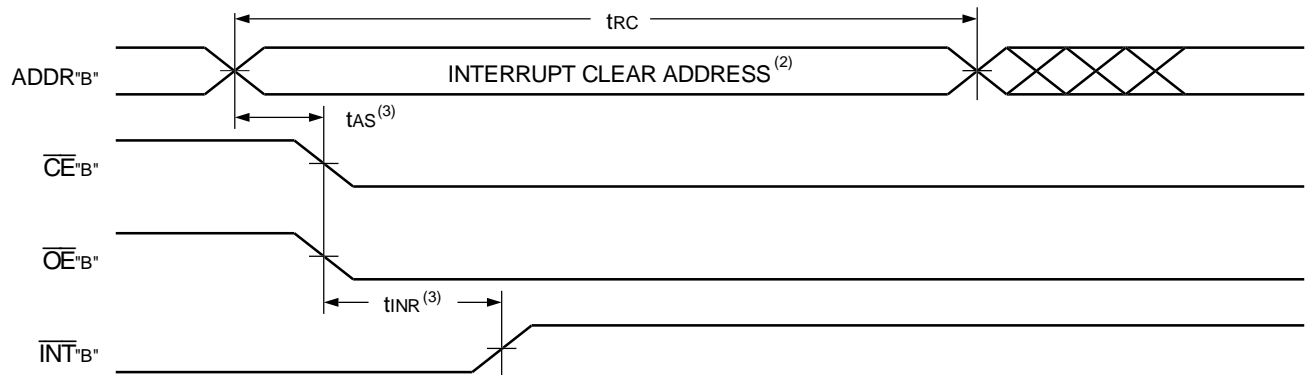 tRC
ADDR"B"
INTERRUPT CLEAR ADDRESS(2)
tAS(3)
CE"B"
OE"B"
tINR(3)
INT"B"